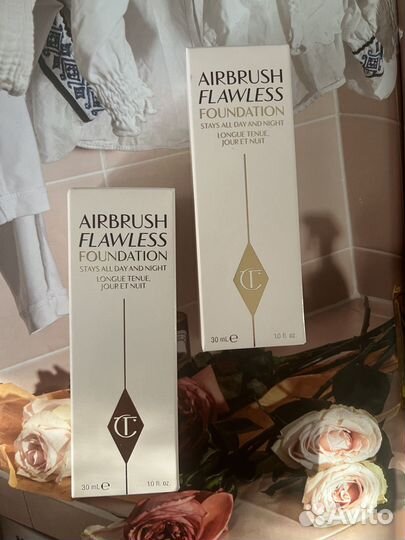 AIRBRUSH
FLAWLESS
FOUNDATION
STAYS ALL DAY AND NIGHT
LONGUE TENUE,
JOUR ET NUIT
CT
30 mL e 1.0 fl. oz.
AIRBRUSH
FLAWLESS
FOUNDATION
STAYS ALL DAY AND NIGHT
LONGUE TENUE,
JOUR ET NUIT
CT
30 mL e 1.0 fl. oz.
Avito